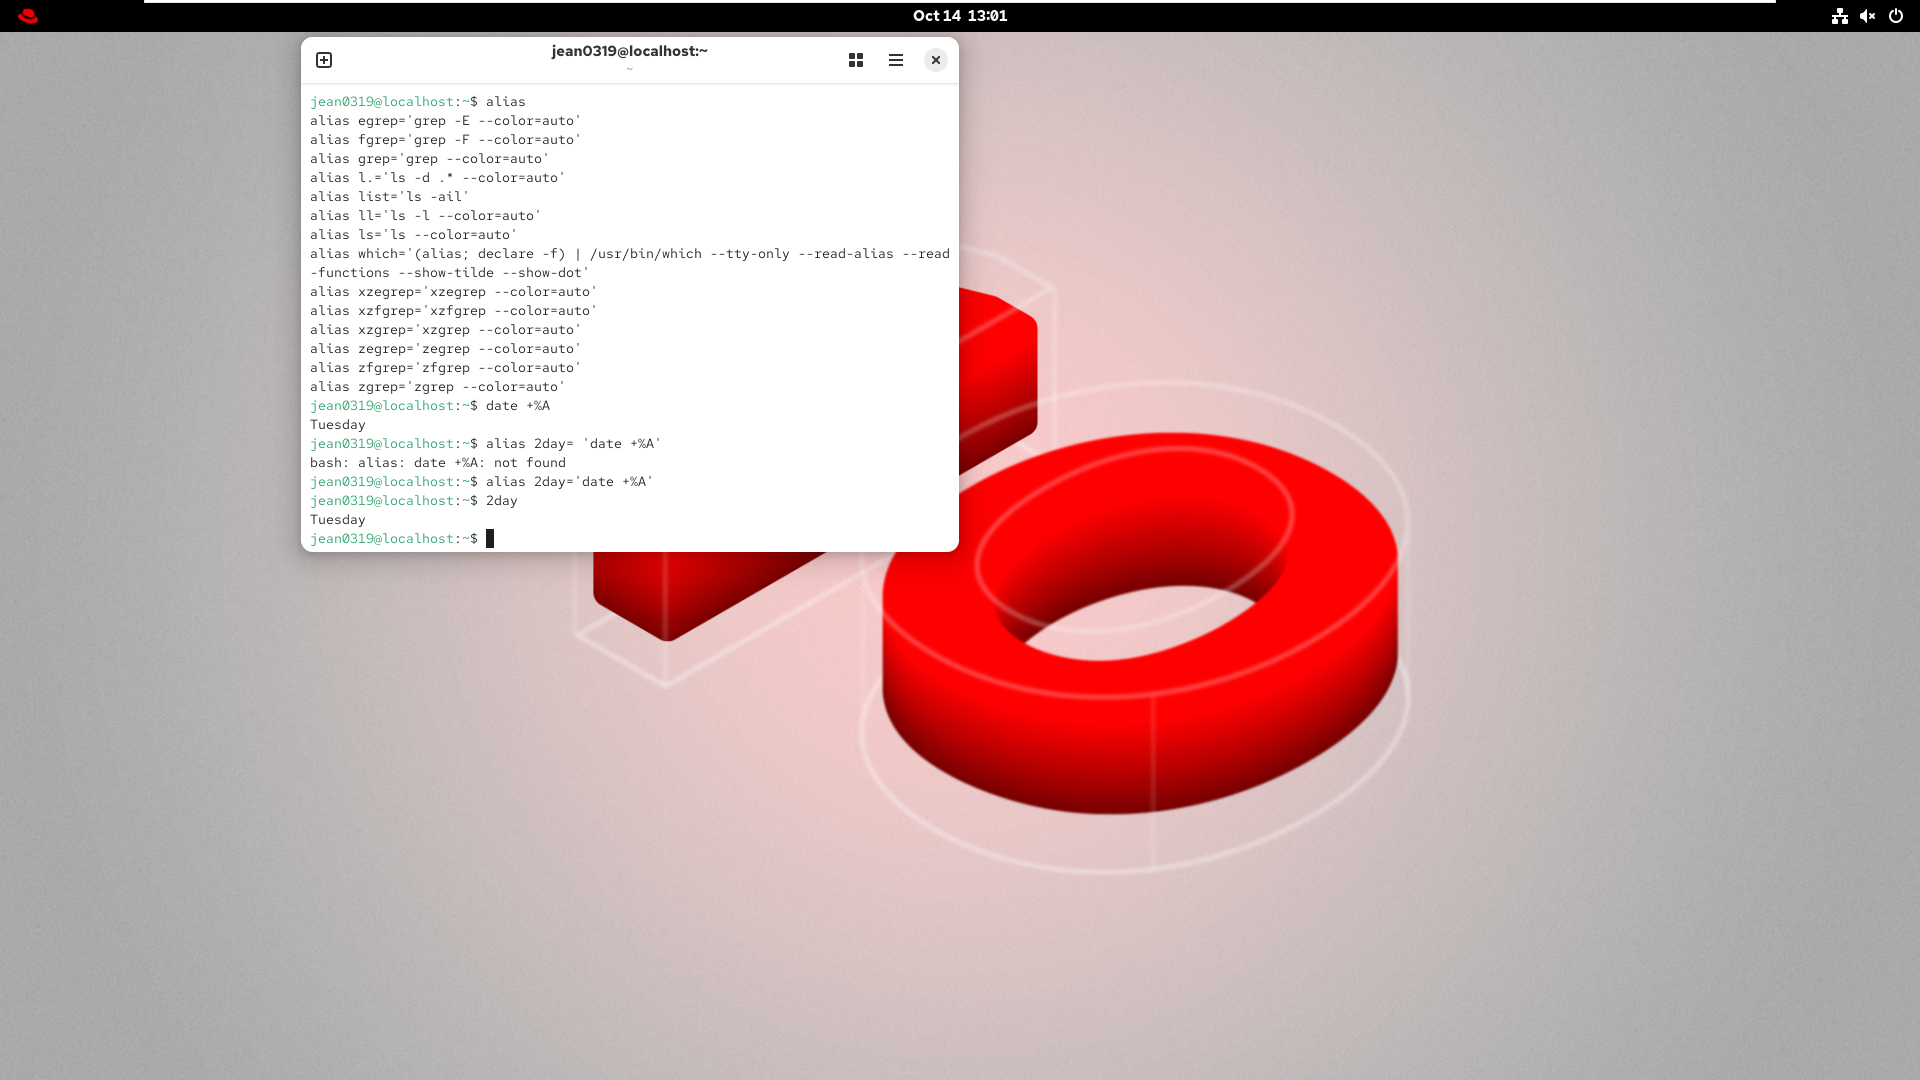 Oct 14 13:01
jean0319@localhost:~
~
jean0319@localhost:~$ alias
alias egrep='grep -E --color=auto'
alias fgrep='grep -F --color=auto'
alias grep='grep --color=auto'
alias l.='ls -d .* --color=auto'
alias list='ls -ail'
alias ll='ls -l --color=auto'
alias ls='ls --color=auto'
alias which='(alias; declare -f) | /usr/bin/which --tty-only --read-alias --read
-functions --show-tilde --show-dot'
alias xzegrep='xzegrep --color=auto'
alias xzfgrep='xzfgrep --color=auto'
alias xzgrep='xzgrep --color=auto'
alias zegrep='zegrep --color=auto'
alias zfgrep='zfgrep --color=auto'
alias zgrep='zgrep --color=auto'
jean0319@localhost:~$ date +%A
Tuesday
jean0319@localhost:~$ alias 2day= 'date +%A'
bash: alias: date +%A: not found
jean0319@localhost:~$ alias 2day='date +%A'
jean0319@localhost:~$ 2day
Tuesday
jean0319@localhost:~$